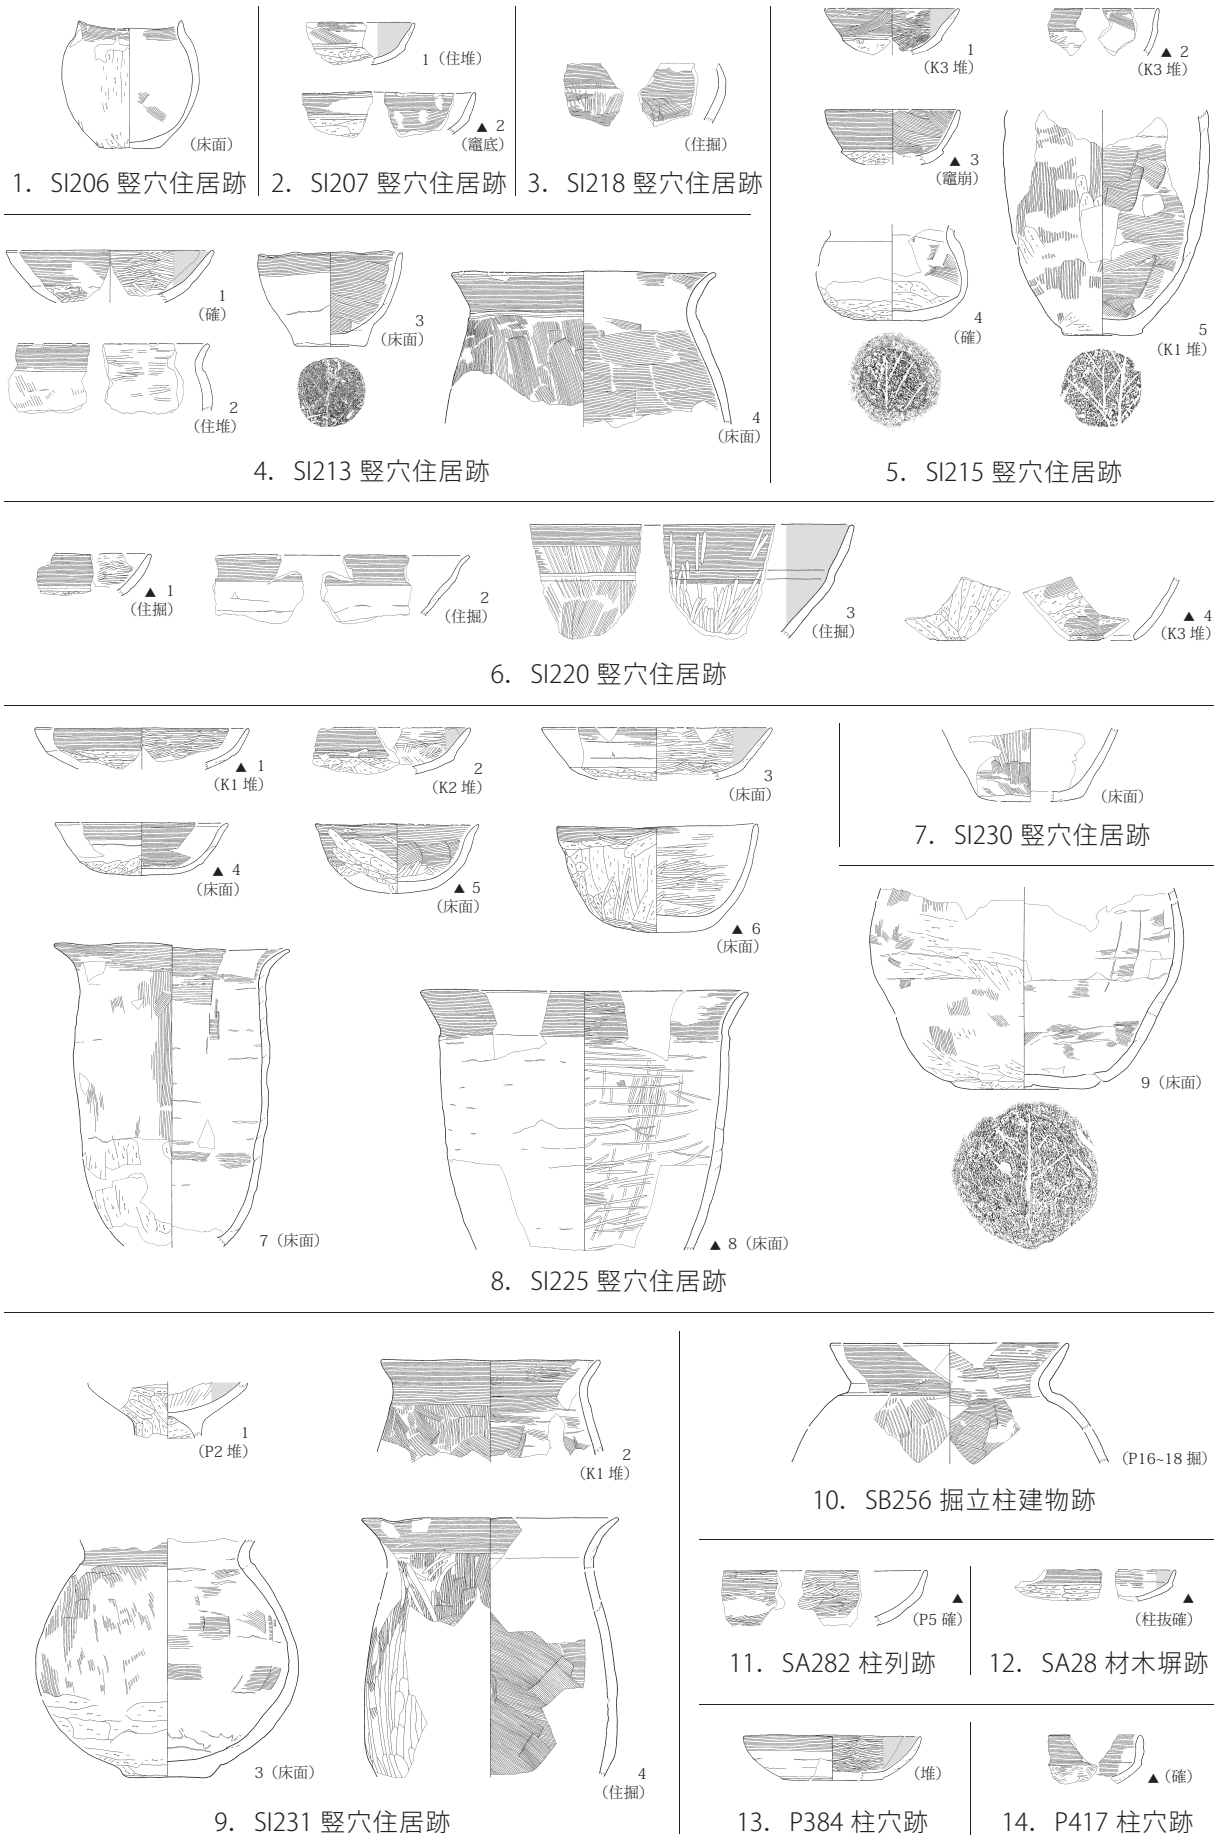 （床面）
1．SI206 竪穴住居跡
1（住堆）
▲ 2
（竈底）
2．SI207 竪穴住居跡
（住掘）
3．SI218 竪穴住居跡
1
（確）
2
（住堆）
3
（床面）
4
（床面）
4．SI213 竪穴住居跡
1
（K3 堆）
▲ 2
（K3 堆）
▲ 3
（竈崩）
4
（確）
5
（K1 堆）
5．SI215 竪穴住居跡
▲ 1
（住掘）
2
（住掘）
3
（住掘）
▲ 4
（K3 堆）
6．SI220 竪穴住居跡
▲ 1
（K1 堆）
2
（K2 堆）
3
（床面）
▲ 4
（床面）
▲ 5
（床面）
▲ 6
（床面）
7（床面）
▲ 8（床面）
9（床面）
8．SI225 竪穴住居跡
（床面）
7．SI230 竪穴住居跡
1
（P2 堆）
2
（K1 堆）
3（床面）
4
（住掘）
9．SI231 竪穴住居跡
（P16~18 掘）
10．SB256 掘立柱建物跡
▲
（P5 確）
11．SA282 柱列跡
▲
（柱抜確）
12．SA28 材木塀跡
（堆）
13．P384 柱穴跡
▲（確）
14．P417 柱穴跡